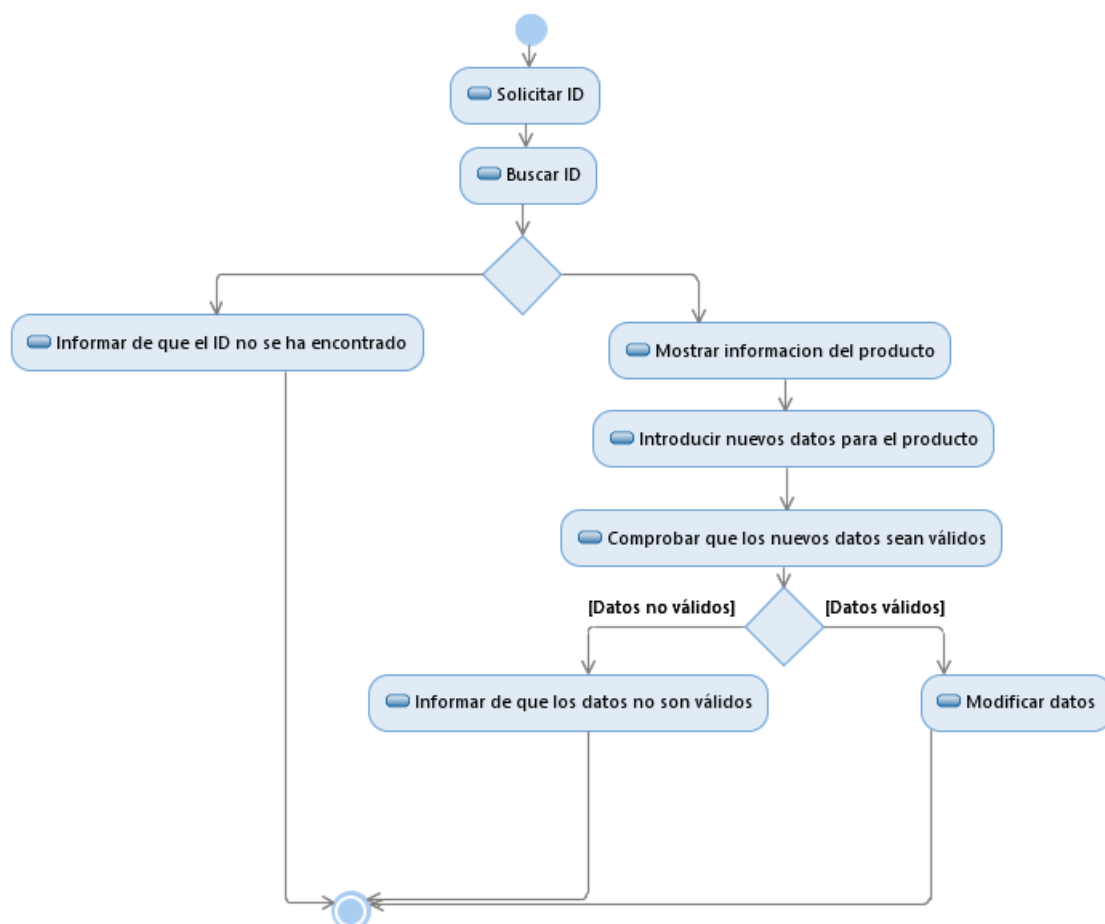 Solicitar ID
Buscar ID
Informar de que el ID no se ha encontrado
Mostrar informacion del producto
Introducir nuevos datos para el producto
Comprobar que los nuevos datos sean válidos
[Datos no válidos]
[Datos válidos]
Informar de que los datos no son válidos
Modificar datos